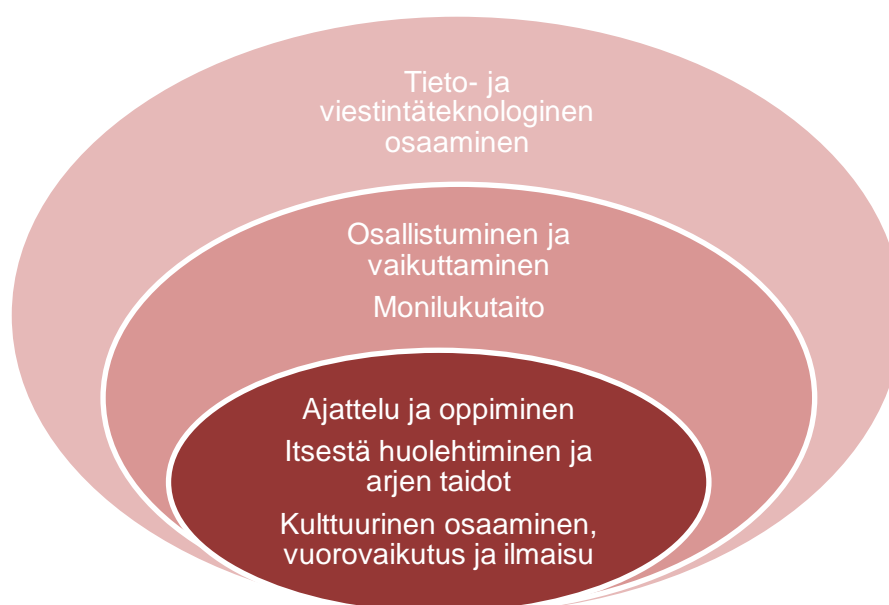 Tieto- ja
viestintäteknologinen
osaaminen
Osallistuminen ja
vaikuttaminen
Monilukutaito
Ajattelu ja oppiminen
Itsestä huolehtiminen ja
arjen taidot
Kulttuurinen osaaminen,
vuorovaikutus ja ilmaisu